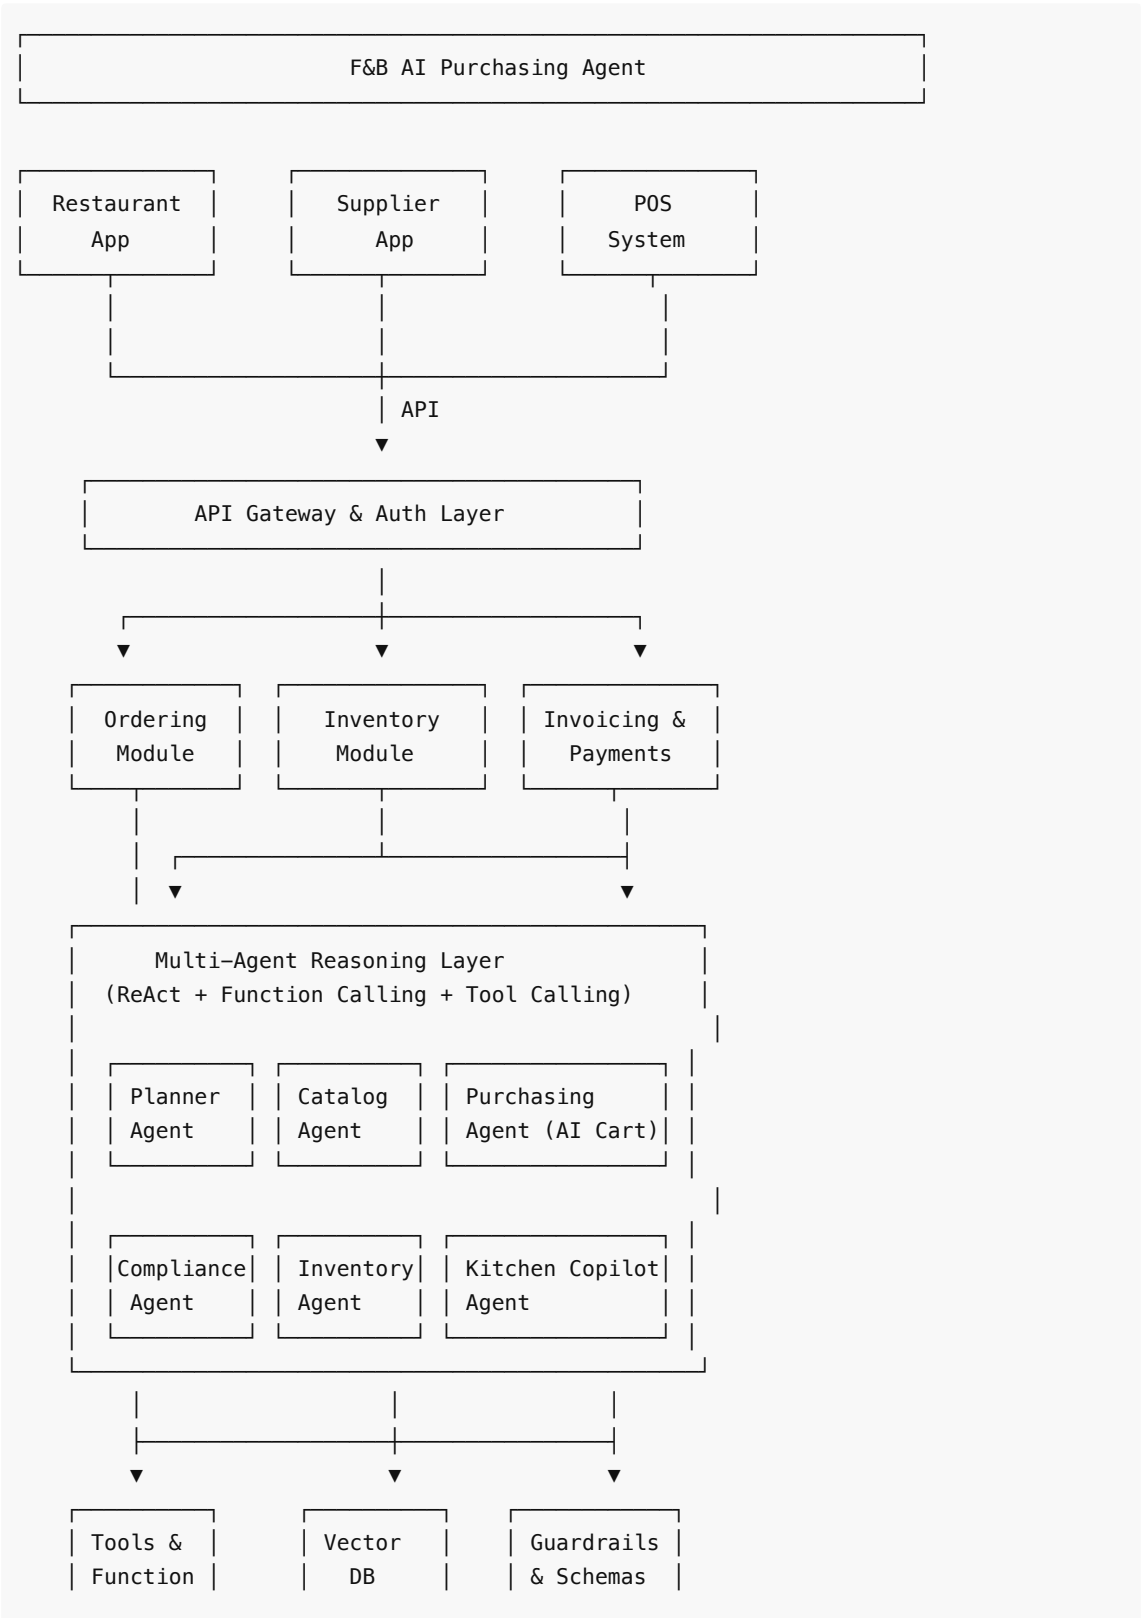 F&B AI Purchasing Agent
Restaurant Supplier POS
App App System
API
API Gateway & Auth Layer
Ordering Inventory Invoicing &
Module Module Payments
Multi–Agent Reasoning Layer
(ReAct + Function Calling + Tool Calling)
Planner Catalog Purchasing
Agent Agent Agent (AI Cart)
Compliance Inventory Kitchen Copilot
Agent Agent Agent
Tools & Vector Guardrails
Function DB & Schemas